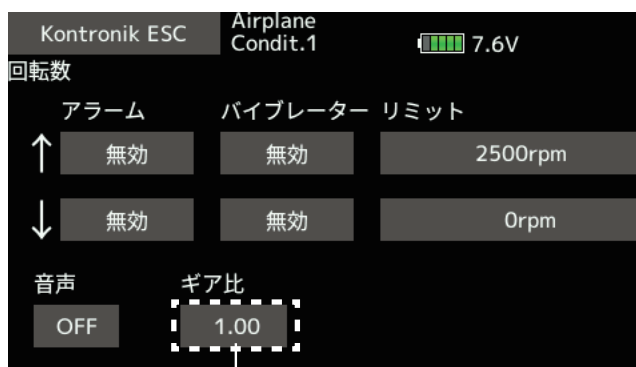 Kontronik ESC
Airplane
Condit.1
7.6V
回転数
アラーム バイブレーター リミット
↑ 無効 無効 2500rpm
↓ 無効 無効 0rpm
音声 ギア比
OFF 1.00